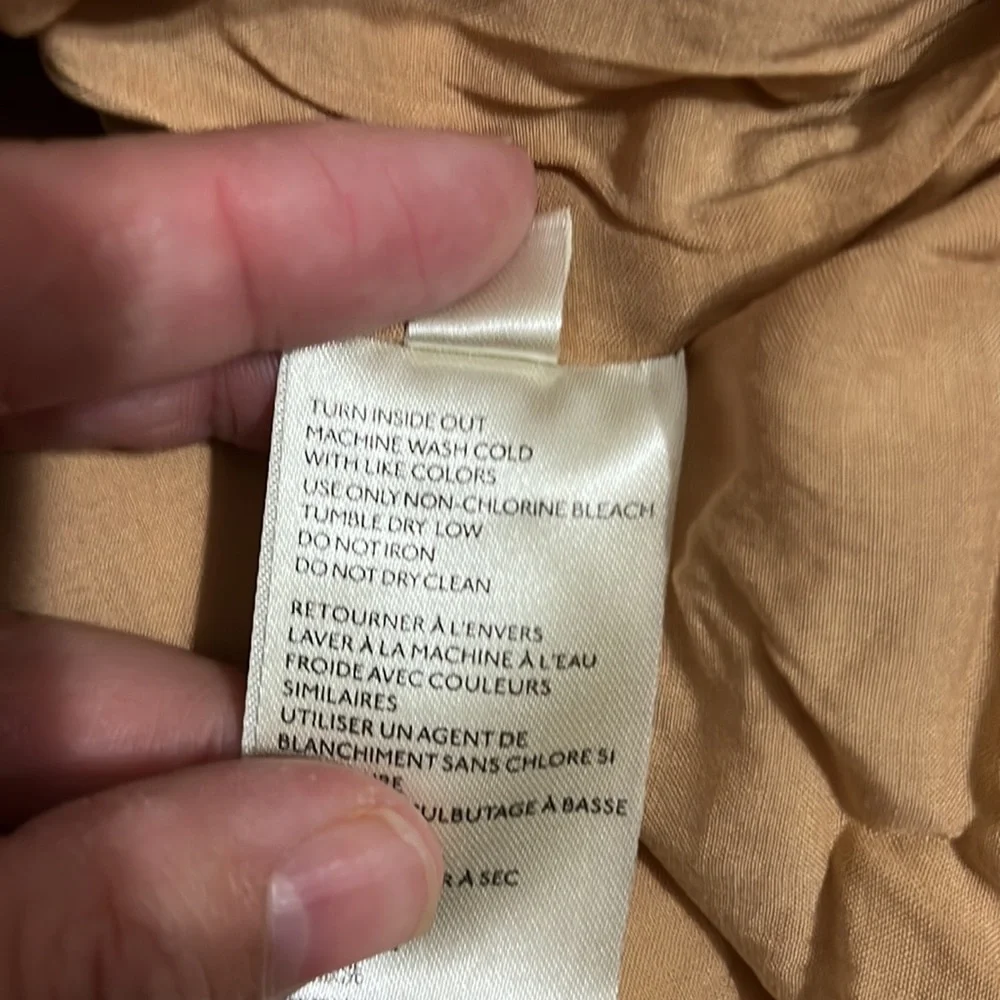 TURN INSIDE OUT
MACHINE WASH COLD
WITH LIKE COLORS
USE ONLY NON-CHLORINE BLEACH
TUMBLE DRY LOW
DO NOT IRON
DO NOT DRY CLEAN
RETOURNER À L'ENVERS
LAVER À LA MACHINE À L'EAU
FROIDE AVEC COULEURS
SIMILAIRES
UTILISER UN AGENT DE
BLANCHIMENT SANS CHLORE SI
À BASSE
À SEC